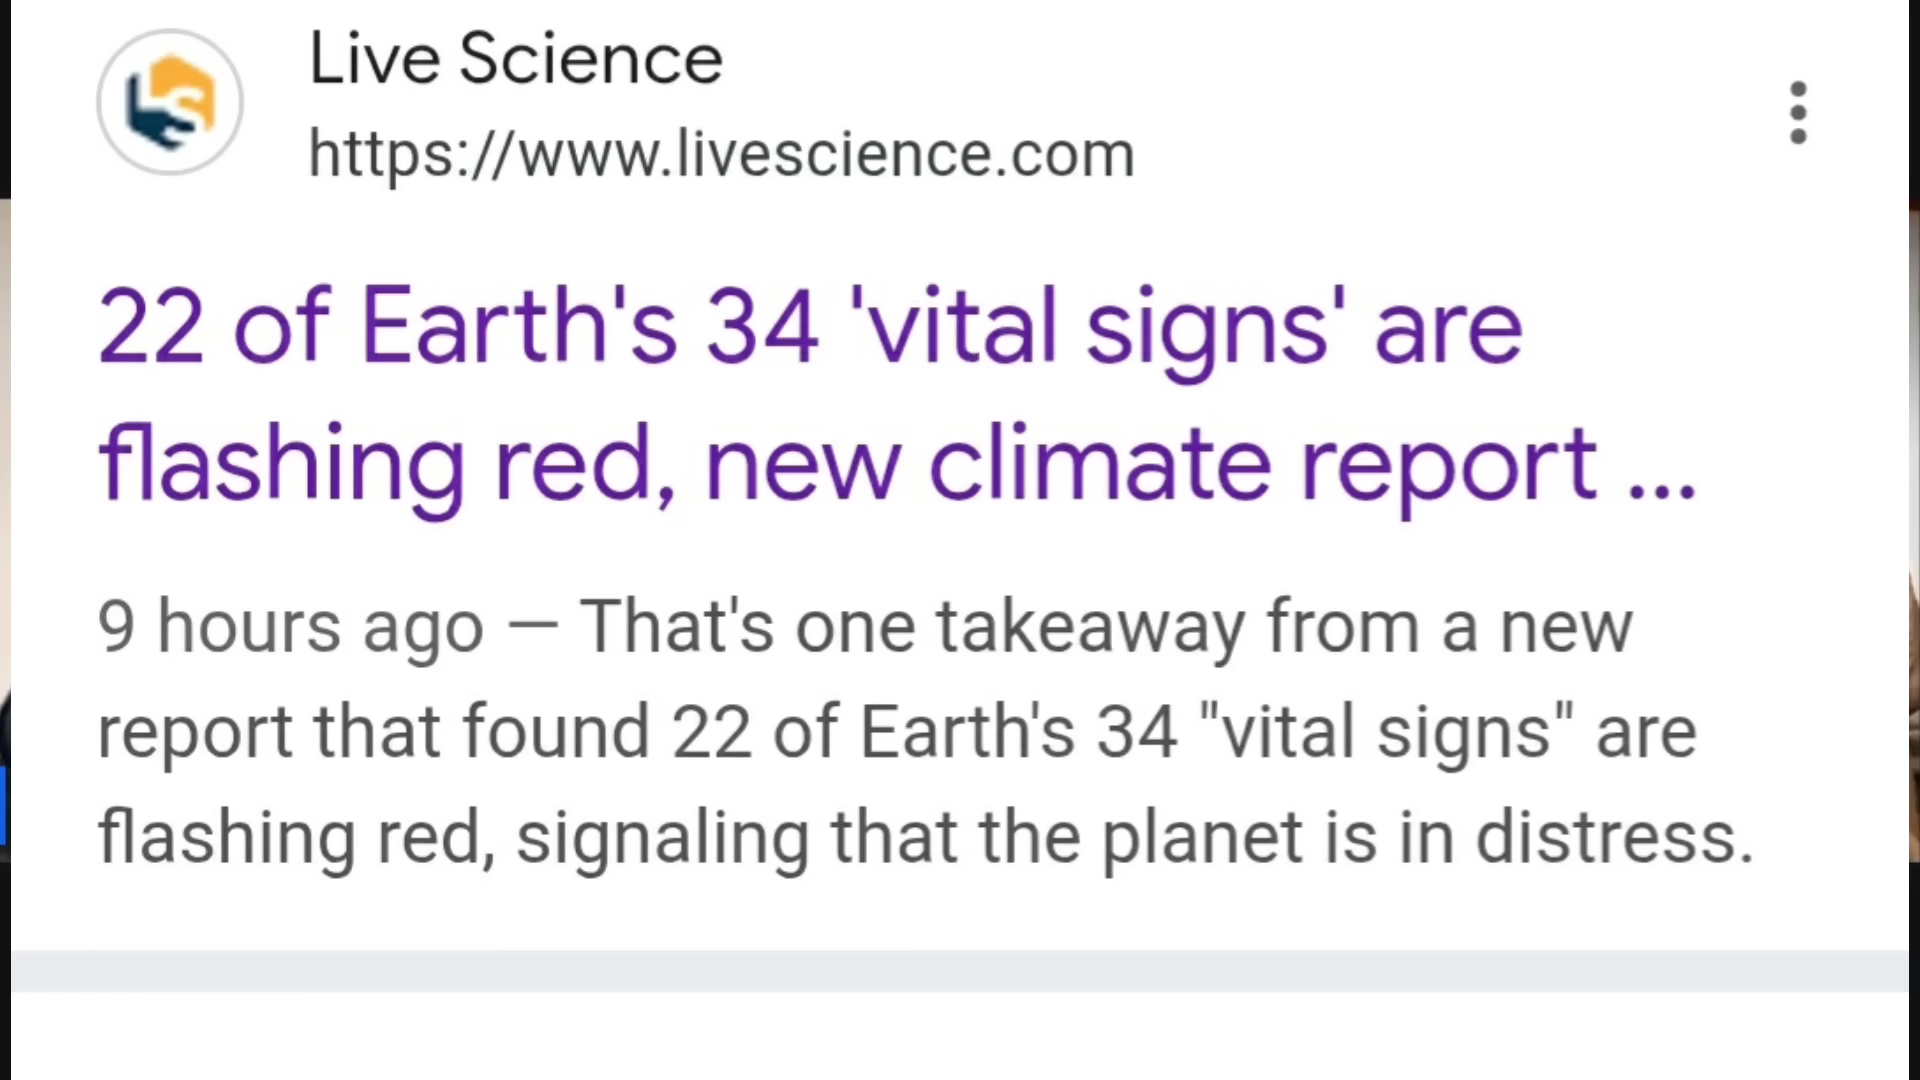 Live Science
https://www.livescience.com
22 of Earth's 34 'vital signs' are
flashing red, new climate report ...
9 hours ago — That's one takeaway from a new
report that found 22 of Earth's 34 "vital signs" are
flashing red, signaling that the planet is in distress.